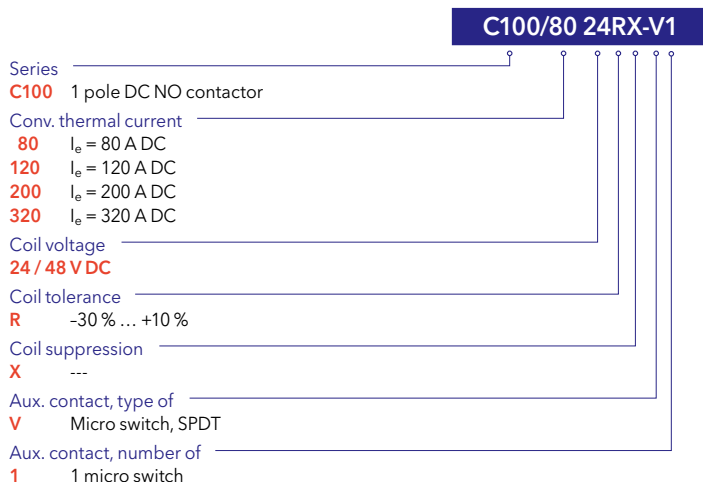 C100/80 24RX-V1
Series
C100 1 pole DC NO contactor
Conv. thermal current
80 Iₑ = 80 A DC
120 Iₑ = 120 A DC
200 Iₑ = 200 A DC
320 Iₑ = 320 A DC
Coil voltage
24 / 48 V DC
Coil tolerance
R –30 % … +10 %
Coil suppression
X ---
Aux. contact, type of
V Micro switch, SPDT
Aux. contact, number of
1 1 micro switch